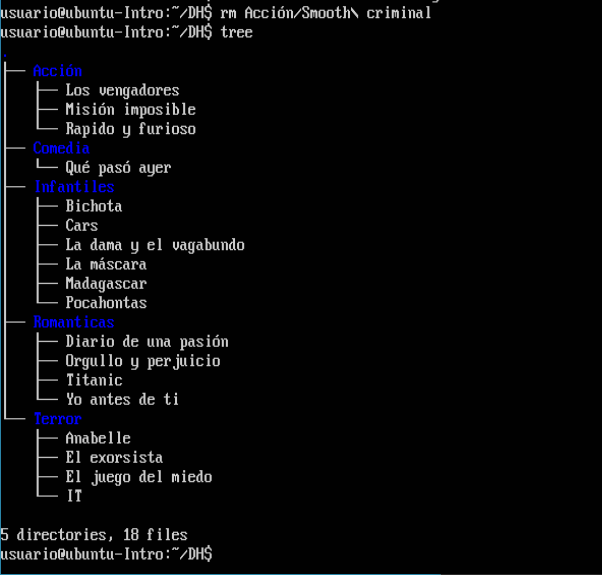 usuario@ubuntu-Intro:~/DH$ rm Acción/Smooth\ criminal
usuario@ubuntu-Intro:~/DH$ tree
.
├── Acción
│   ├── Los vengadores
│   ├── Misión imposible
│   └── Rapido y furioso
├── Comedia
│   └── Qué pasó ayer
├── Infantiles
│   ├── Bichota
│   ├── Cars
│   ├── La dama y el vagabundo
│   ├── La máscara
│   ├── Madagascar
│   └── Pocahontas
├── Romanticas
│   ├── Diario de una pasión
│   ├── Orgullo y perjuicio
│   ├── Titanic
│   └── Yo antes de ti
└── Terror
    ├── Anabelle
    ├── El exorsista
    ├── El juego del miedo
    └── IT
5 directories, 18 files
usuario@ubuntu-Intro:~/DH$